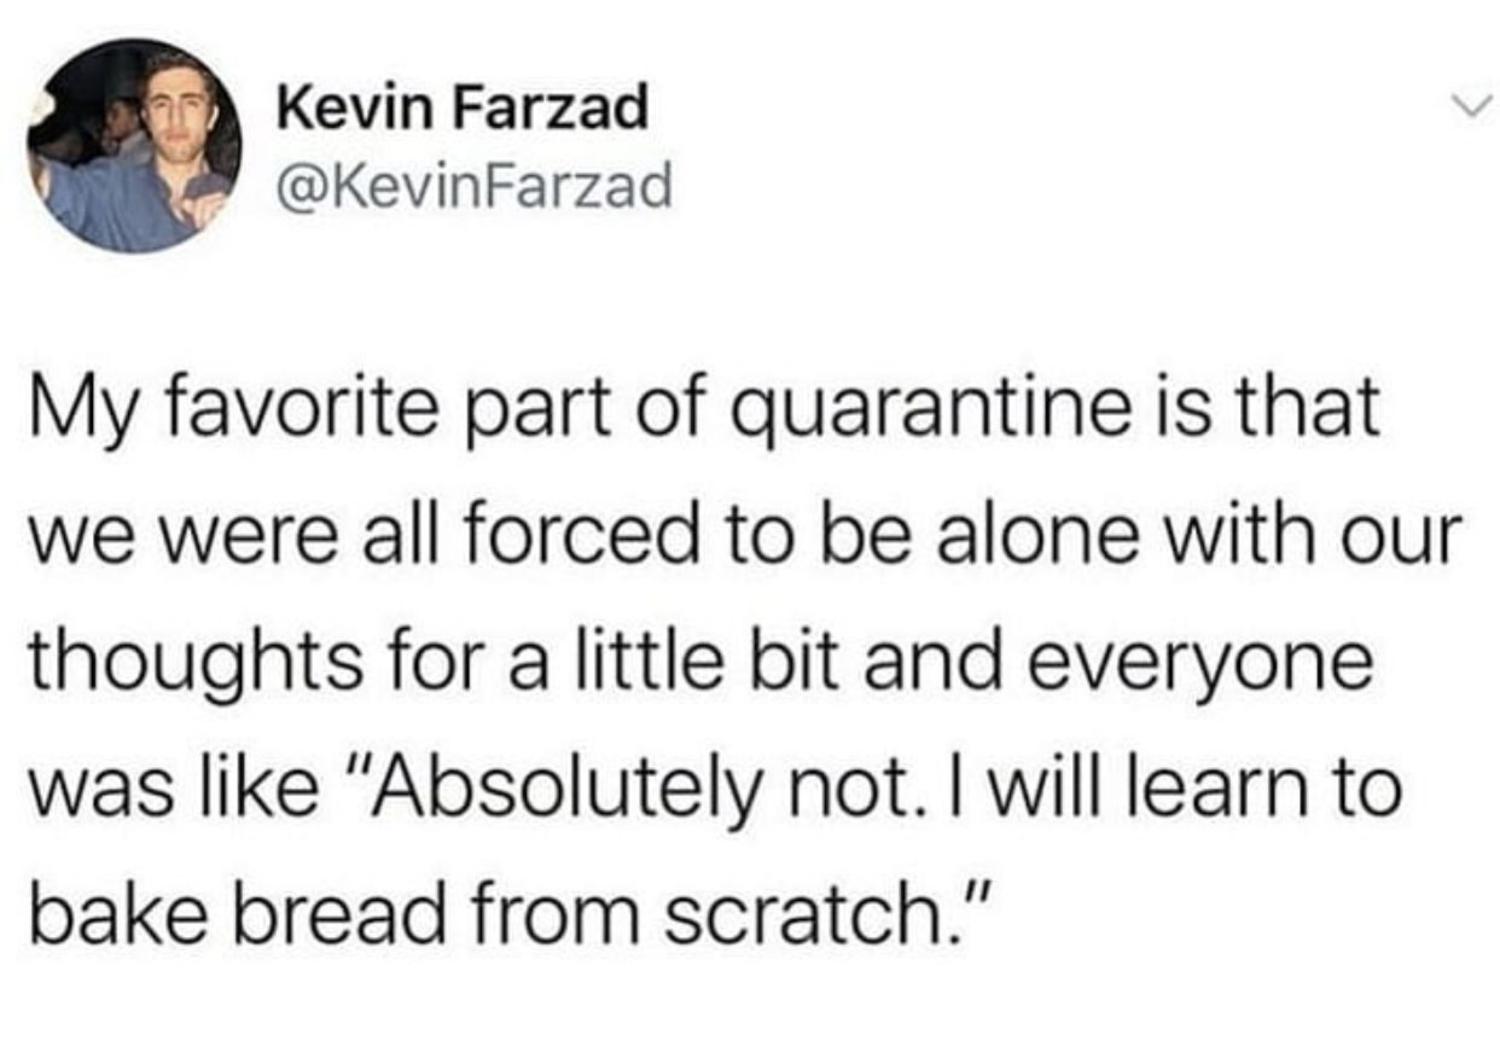 Kevin Farzad
@KevinFarzad
My favorite part of quarantine is that
we were all forced to be alone with our
thoughts for a little bit and everyone
was like "Absolutely not. I will learn to
bake bread from scratch."